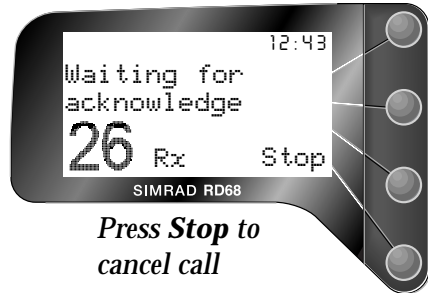 12:43
Waiting for
acknowledge
26 Rx Stop
SIMRAD RD68
Press Stop to
cancel call